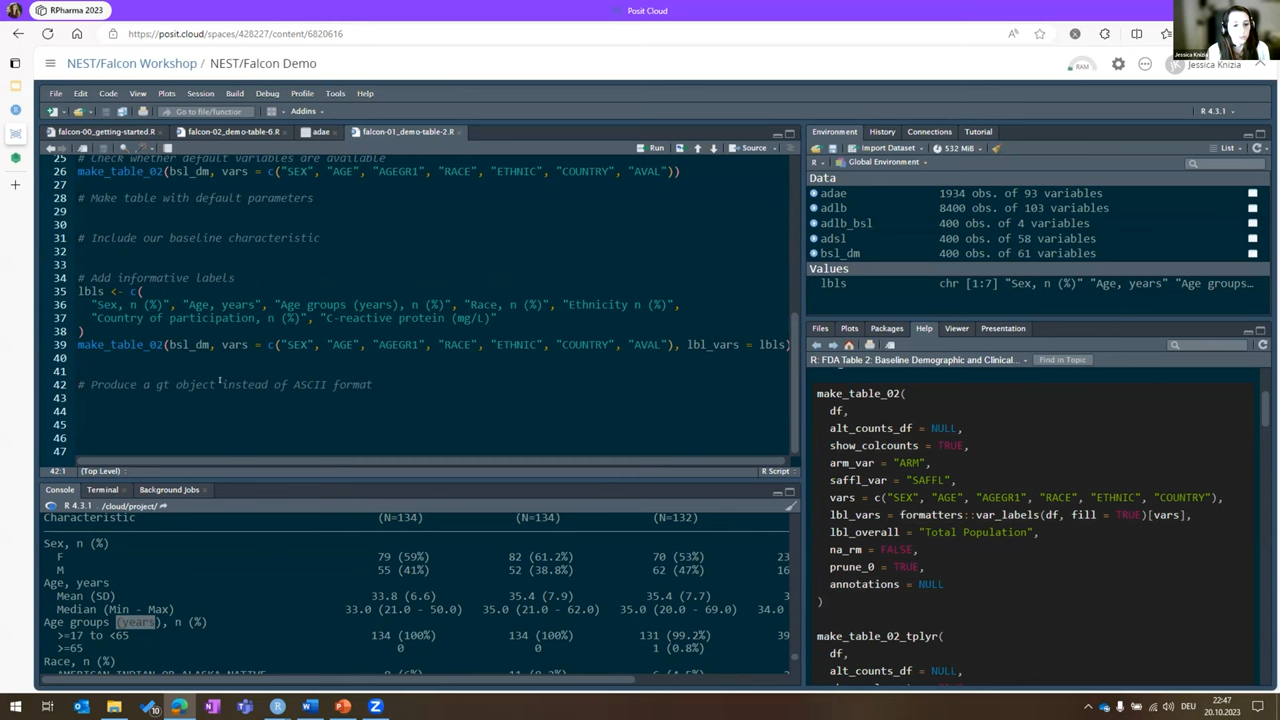 RPharma 2023
Posit Cloud
https://posit.cloud/spaces/428227/content/6820616
Jessica Knizia
NEST/Falcon Workshop / NEST/Falcon Demo
RAM
Jessica Knizia
File Edit Code View Plots Session Build Debug Profile Tools Help
Go to file/function
Addins
R 4.3.1
falcon-00_getting-started.R
falcon-02_demo-table-6.R
adae
falcon-01_demo-table-2.R
Run
Source
25 # Check whether default variables are available
26 make_table_02(bsl_dm, vars = c("SEX", "AGE", "AGEGR1", "RACE", "ETHNIC", "COUNTRY", "AVAL"))
27
28 # Make table with default parameters
29
30
31 # Include our baseline characteristic
32
33
34 # Add informative labels
35 lbls <- c(
36 "Sex, n (%)", "Age, years", "Age groups (years), n (%)", "Race, n (%)", "Ethnicity n (%)",
37 "Country of participation, n (%)", "C-reactive protein (mg/L)"
38 )
39 make_table_02(bsl_dm, vars = c("SEX", "AGE", "AGEGR1", "RACE", "ETHNIC", "COUNTRY", "AVAL"), lbl_vars = lbls)
40
41
42 # Produce a gt object instead of ASCII format
43
44
45
46
47
42:1 (Top Level)
R Script
Console Terminal Background Jobs
R 4.3.1 . /cloud/project/
Characteristic (N=134) (N=134) (N=132)
Sex, n (%)
F 79 (59%) 82 (61.2%) 70 (53%) 23
M 55 (41%) 52 (38.8%) 62 (47%) 16
Age, years
Mean (SD) 33.8 (6.6) 35.4 (7.9) 35.4 (7.7) 3
Median (Min - Max) 33.0 (21.0 - 50.0) 35.0 (21.0 - 62.0) 35.0 (20.0 - 69.0) 34.0
Age groups (years), n (%)
>=17 to <65 134 (100%) 134 (100%) 131 (99.2%) 39
>=65 0 0 1 (0.8%)
Race, n (%)
Environment History Connections Tutorial
Import Dataset
532 MiB
List
R
Global Environment
Data
adae 1934 obs. of 93 variables
adlb 8400 obs. of 103 variables
adlb_bsl 400 obs. of 4 variables
adsl 400 obs. of 58 variables
bsl_dm 400 obs. of 61 variables
Values
lbls chr [1:7] "Sex, n (%)" "Age, years" "Age groups…
Files Plots Packages Help Viewer Presentation
R: FDA Table 2: Baseline Demographic and Clinical...
Find in Topic
make_table_02(
df,
alt_counts_df = NULL,
show_colcounts = TRUE,
arm_var = "ARM",
saffl_var = "SAFFL",
vars = c("SEX", "AGE", "AGEGR1", "RACE", "ETHNIC", "COUNTRY"),
lbl_vars = formatters::var_labels(df, fill = TRUE)[vars],
lbl_overall = "Total Population",
na_rm = FALSE,
prune_0 = TRUE,
annotations = NULL
)
make_table_02_tplyr(
df,
alt_counts_df = NULL,
DEU
22:47
20.10.2023